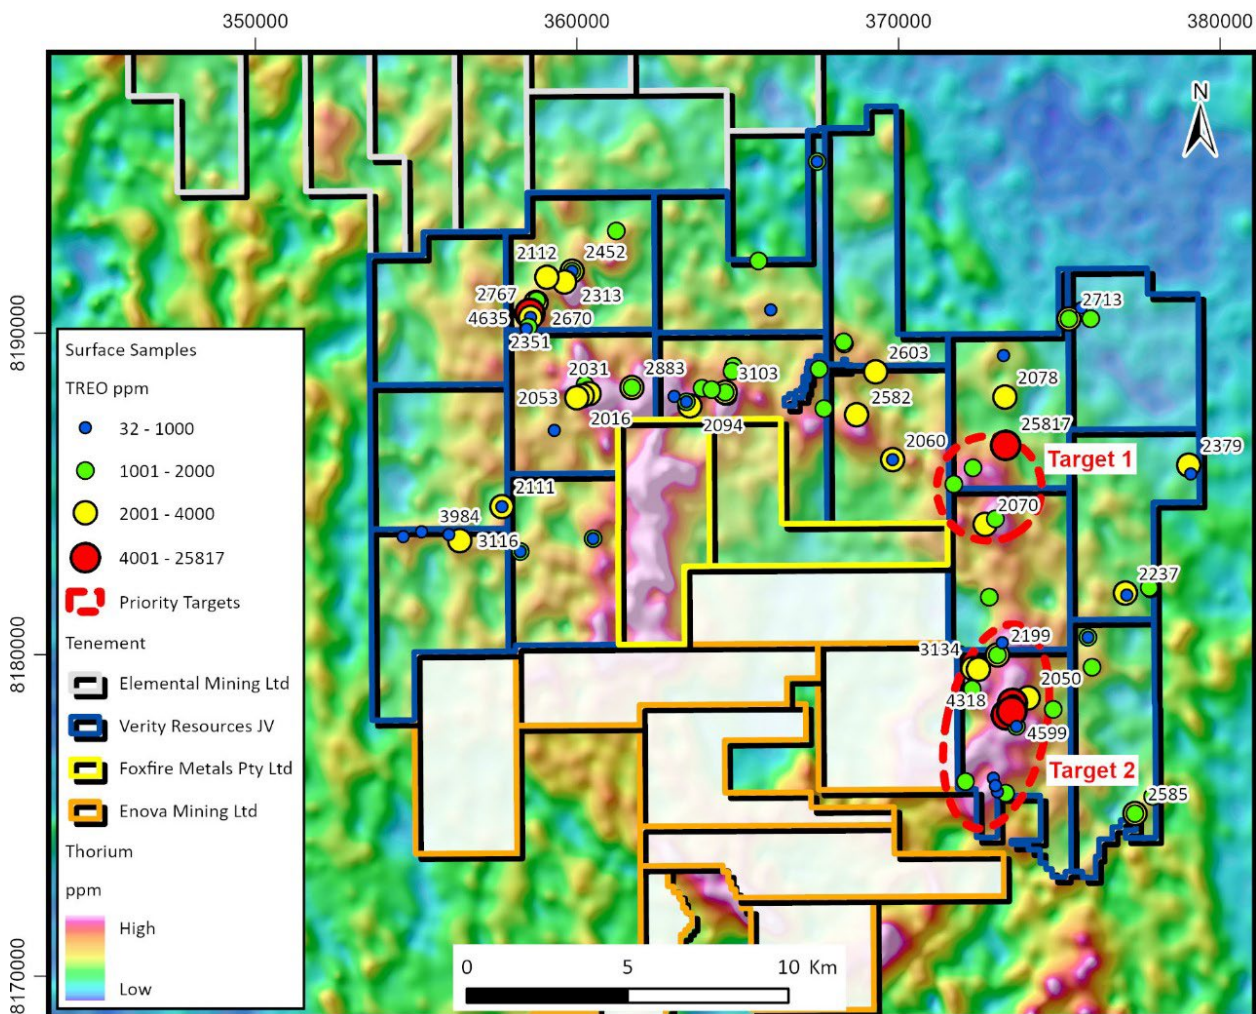 350000
360000
370000
380000
N
2112
2452
2767
2313
4635
2670
2713
8190000
2351
2603
2031
2883
3103
2078
2053
2582
2016
2094
25817
2060
Target 1
2379
2111
2070
3984
3116
2237
8180000
2199
3134
2050
4318
4599
Target 2
2585
8170000
Surface Samples
TREO ppm
32 - 1000
1001 - 2000
2001 - 4000
4001 - 25817
Priority Targets
Tenement
Elemental Mining Ltd
Verity Resources JV
Foxfire Metals Pty Ltd
Enova Mining Ltd
Thorium
ppm
High
Low
0 5 10 Km